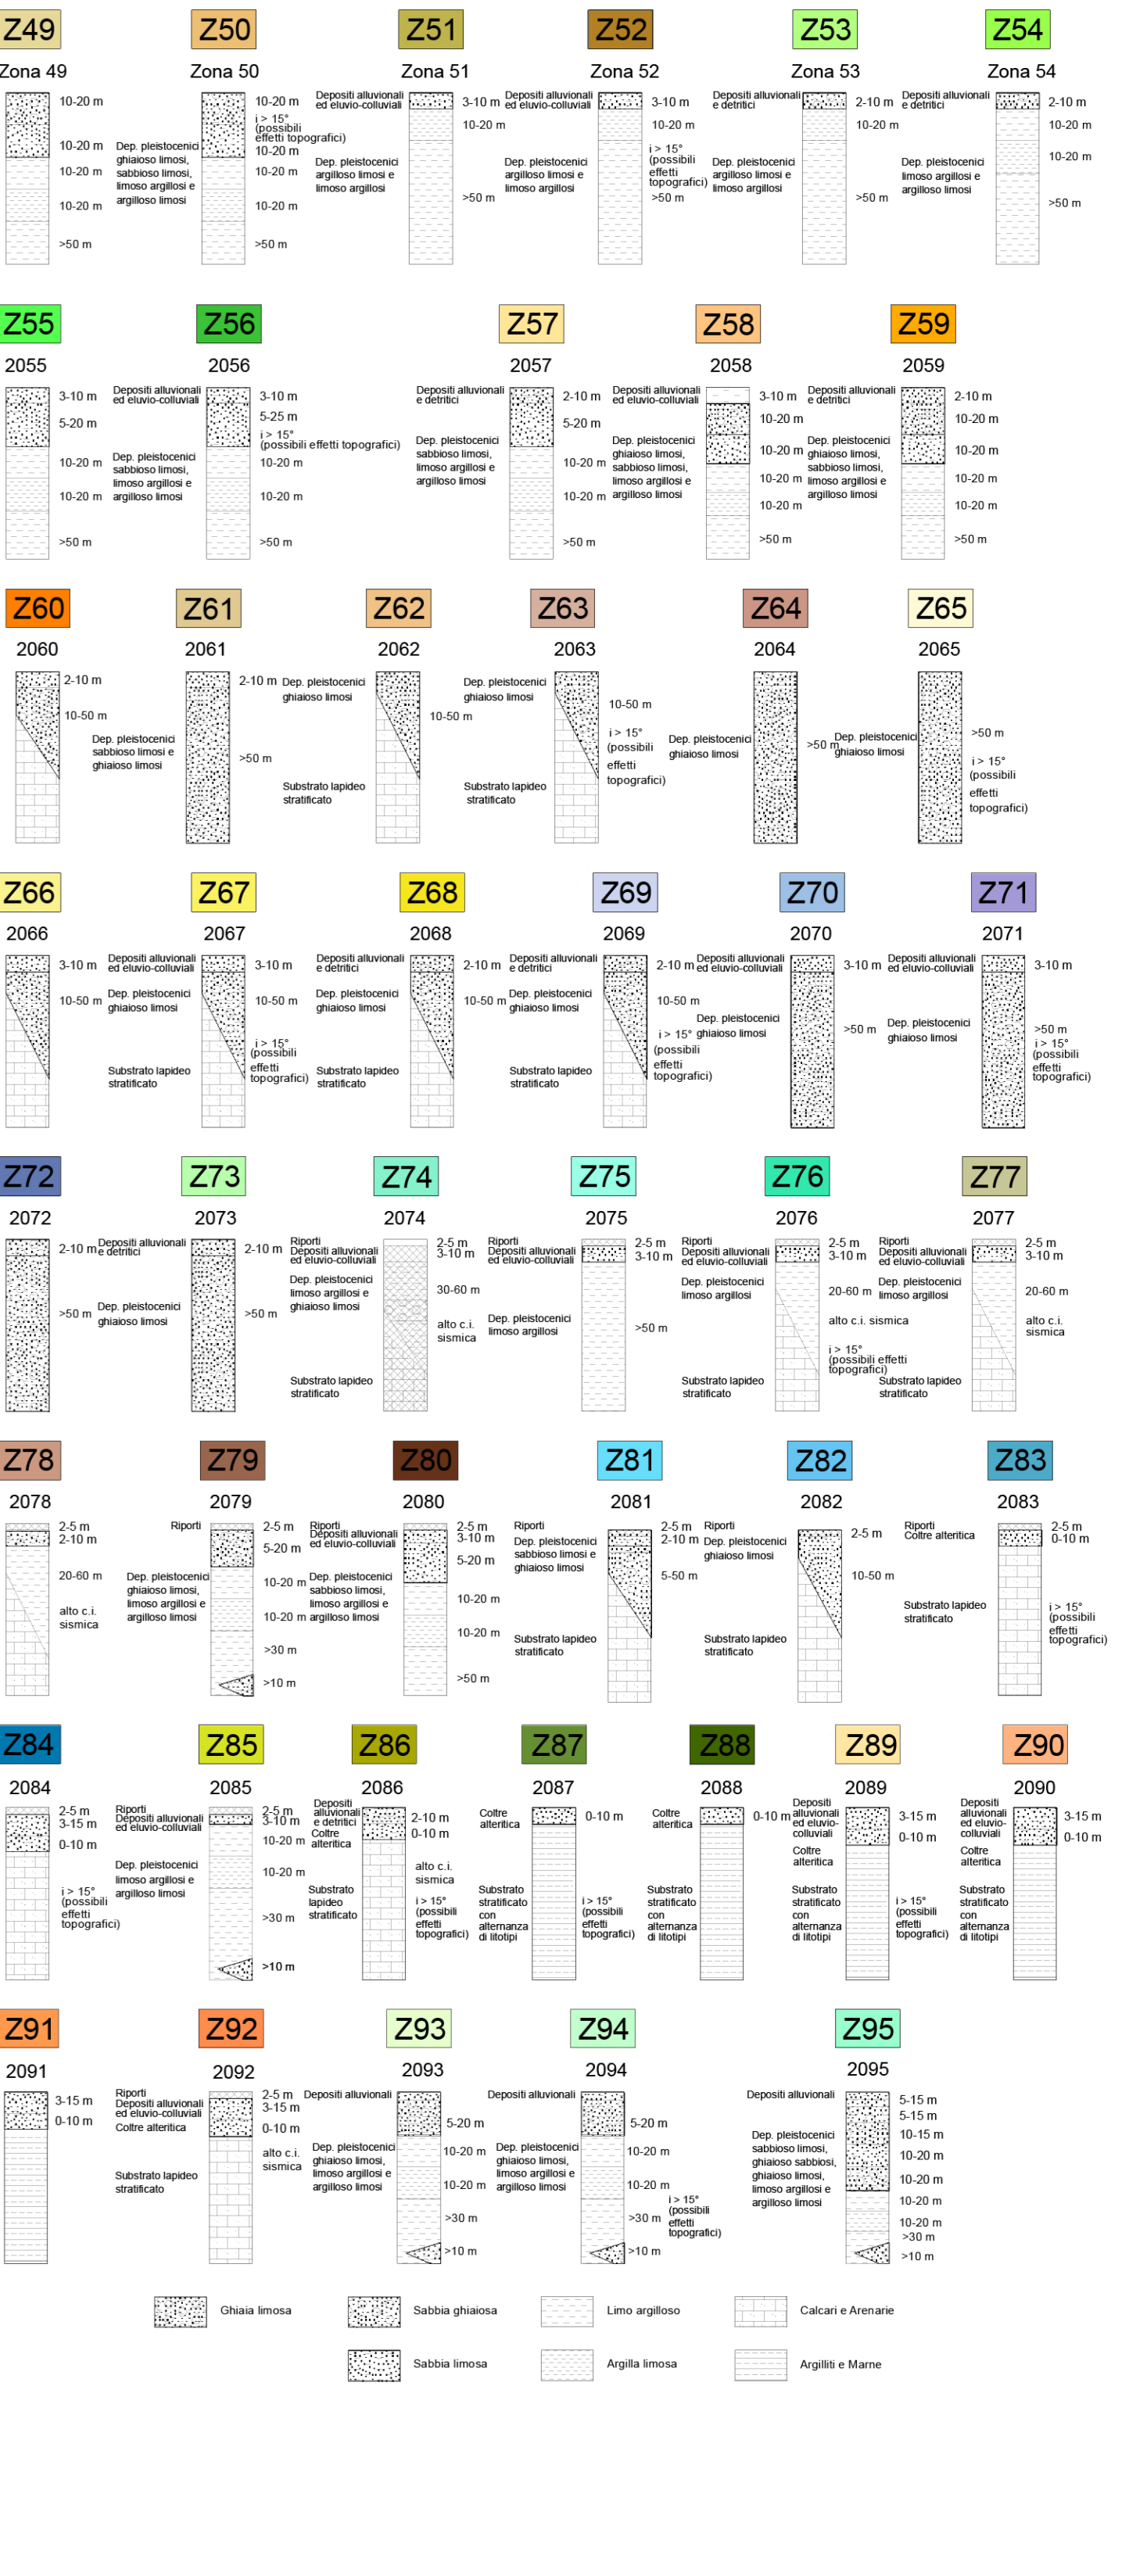 Z49 Z50 Z51 Z52 Z53 Z54
Zona 49 Zona 50 Zona 51 Zona 52 Zona 53 Zona 54
10-20 m
10-20 m
10-20 m
10-20 m
>50 m
Dep. pleistocenici
ghiaioso limosi,
sabbioso limosi,
limoso argillosi e
argilloso limosi
10-20 m
i > 15°
(possibili
effetti topografici)
10-20 m
10-20 m
10-20 m
>50 m
Depositi alluvionali
ed eluvio-colluviali
Dep. pleistocenici
argilloso limosi e
limoso argillosi
3-10 m
10-20 m
>50 m
Depositi alluvionali
ed eluvio-colluviali
Dep. pleistocenici
argilloso limosi e
limoso argillosi
3-10 m
10-20 m
i > 15°
(possibili
effetti
topografici)
>50 m
Depositi alluvionali
e detritici
Dep. pleistocenici
argilloso limosi e
limoso argillosi
2-10 m
10-20 m
>50 m
Depositi alluvionali
e detritici
Dep. pleistocenici
limoso argillosi e
argilloso limosi
2-10 m
10-20 m
10-20 m
>50 m
Z55 Z56 Z57 Z58 Z59
2055 2056 2057 2058 2059
3-10 m
5-20 m
10-20 m
10-20 m
>50 m
Depositi alluvionali
ed eluvio-colluviali
Dep. pleistocenici
sabbioso limosi,
limoso argillosi e
argilloso limosi
3-10 m
5-25 m
i > 15°
(possibili effetti topografici)
10-20 m
10-20 m
>50 m
Depositi alluvionali
e detritici
Dep. pleistocenici
sabbioso limosi,
limoso argillosi e
argilloso limosi
2-10 m
5-20 m
10-20 m
10-20 m
>50 m
Depositi alluvionali
ed eluvio-colluviali
Dep. pleistocenici
ghiaioso limosi,
sabbioso limosi,
limoso argillosi e
argilloso limosi
3-10 m
10-20 m
10-20 m
10-20 m
10-20 m
>50 m
Depositi alluvionali
e detritici
Dep. pleistocenici
ghiaioso limosi,
sabbioso limosi,
limoso argillosi e
argilloso limosi
2-10 m
10-20 m
10-20 m
10-20 m
10-20 m
>50 m
Z60 Z61 Z62 Z63 Z64 Z65
2060 2061 2062 2063 2064 2065
2-10 m
10-50 m
Dep. pleistocenici
sabbioso limosi e
ghiaioso limosi
2-10 m
>50 m
Dep. pleistocenici
ghiaioso limosi
Substrato lapideo
stratificato
10-50 m
Dep. pleistocenici
ghiaioso limosi
Substrato lapideo
stratificato
10-50 m
i > 15°
(possibili
effetti
topografici)
Dep. pleistocenici
ghiaioso limosi
>50 m
Dep. pleistocenici
ghiaioso limosi
>50 m
i > 15°
(possibili
effetti
topografici)
Z66 Z67 Z68 Z69 Z70 Z71
2066 2067 2068 2069 2070 2071
3-10 m
10-50 m
Depositi alluvionali
ed eluvio-colluviali
Dep. pleistocenici
ghiaioso limosi
Substrato lapideo
stratificato
3-10 m
10-50 m
i > 15°
(possibili
effetti
topografici)
Depositi alluvionali
e detritici
Dep. pleistocenici
ghiaioso limosi
Substrato lapideo
stratificato
2-10 m
10-50 m
Depositi alluvionali
e detritici
Dep. pleistocenici
ghiaioso limosi
Substrato lapideo
stratificato
2-10 m
10-50 m
i > 15°
(possibili
effetti
topografici)
Depositi alluvionali
ed eluvio-colluviali
Dep. pleistocenici
ghiaioso limosi
3-10 m
>50 m
Depositi alluvionali
ed eluvio-colluviali
Dep. pleistocenici
ghiaioso limosi
3-10 m
>50 m
i > 15°
(possibili
effetti
topografici)
Z72 Z73 Z74 Z75 Z76 Z77
2072 2073 2074 2075 2076 2077
2-10 m
>50 m
Depositi alluvionali
e detritici
Dep. pleistocenici
ghiaioso limosi
2-10 m
>50 m
Riporti
Depositi alluvionali
ed eluvio-colluviali
Dep. pleistocenici
limoso argillosi e
ghiaioso limosi
Substrato lapideo
stratificato
2-5 m
3-10 m
30-60 m
alto c.i.
sismica
Riporti
Depositi alluvionali
ed eluvio-colluviali
Dep. pleistocenici
limoso argillosi
2-5 m
3-10 m
>50 m
Riporti
Depositi alluvionali
ed eluvio-colluviali
Dep. pleistocenici
limoso argillosi
Substrato lapideo
stratificato
2-5 m
3-10 m
20-60 m
alto c.i. sismica
i > 15°
(possibili effetti
topografici)
Riporti
Depositi alluvionali
ed eluvio-colluviali
Dep. pleistocenici
limoso argillosi
Substrato lapideo
stratificato
2-5 m
3-10 m
20-60 m
alto c.i.
sismica
Z78 Z79 Z80 Z81 Z82 Z83
2078 2079 2080 2081 2082 2083
2-5 m
2-10 m
20-60 m
alto c.i.
sismica
Riporti
Dep. pleistocenici
ghiaioso limosi,
limoso argillosi e
argilloso limosi
2-5 m
5-20 m
10-20 m
10-20 m
>30 m
>10 m
Riporti
Depositi alluvionali
ed eluvio-colluviali
Dep. pleistocenici
sabbioso limosi,
limoso argillosi e
argilloso limosi
2-5 m
3-10 m
5-20 m
10-20 m
10-20 m
>50 m
Riporti
Dep. pleistocenici
sabbioso limosi e
ghiaioso limosi
Substrato lapideo
stratificato
2-5 m
2-10 m
5-50 m
Riporti
Dep. pleistocenici
ghiaioso limosi
Substrato lapideo
stratificato
2-5 m
10-50 m
Riporti
Coltre alteritica
Substrato lapideo
stratificato
2-5 m
0-10 m
i > 15°
(possibili
effetti
topografici)
Z84 Z85 Z86 Z87 Z88 Z89 Z90
2084 2085 2086 2087 2088 2089 2090
2-5 m
3-15 m
0-10 m
i > 15°
(possibili
effetti
topografici)
Riporti
Depositi alluvionali
ed eluvio-colluviali
Dep. pleistocenici
limoso argillosi e
argilloso limosi
2-5 m
3-10 m
10-20 m
10-20 m
>30 m
>10 m
Depositi
alluvionali
e detritici
Coltre
alteritica
Substrato
lapideo
stratificato
2-10 m
0-10 m
alto c.i.
sismica
i > 15°
(possibili
effetti
topografici)
Coltre
alteritica
Substrato
stratificato
con
alternanza
di litotipi
0-10 m
i > 15°
(possibili
effetti
topografici)
Coltre
alteritica
Substrato
stratificato
con
alternanza
di litotipi
0-10 m
Depositi
alluvionali
ed eluvio-
colluviali
Coltre
alteritica
Substrato
stratificato
con
alternanza
di litotipi
3-15 m
0-10 m
i > 15°
(possibili
effetti
topografici)
Depositi
alluvionali
ed eluvio-
colluviali
Coltre
alteritica
Substrato
stratificato
con
alternanza
di litotipi
3-15 m
0-10 m
Z91 Z92 Z93 Z94 Z95
2091 2092 2093 2094 2095
3-15 m
0-10 m
Riporti
Depositi alluvionali
ed eluvio-colluviali
Coltre alteritica
Substrato lapideo
stratificato
2-5 m
3-15 m
0-10 m
alto c.i.
sismica
Depositi alluvionali
Dep. pleistocenici
ghiaioso limosi,
limoso argillosi e
argilloso limosi
5-20 m
10-20 m
10-20 m
>30 m
>10 m
Depositi alluvionali
Dep. pleistocenici
ghiaioso limosi,
limoso argillosi e
argilloso limosi
5-20 m
10-20 m
10-20 m
i > 15°
(possibili
effetti
topografici)
>30 m
>10 m
Depositi alluvionali
Dep. pleistocenici
sabbioso limosi,
ghiaioso sabbiosi,
ghiaioso limosi,
limoso argillosi e
argilloso limosi
5-15 m
5-15 m
10-15 m
10-20 m
10-20 m
10-20 m
10-20 m
>30 m
>10 m
Ghiaia limosa
Sabbia ghiaiosa
Limo argilloso
Calcari e Arenarie
Sabbia limosa
Argilla limosa
Argilliti e Marne